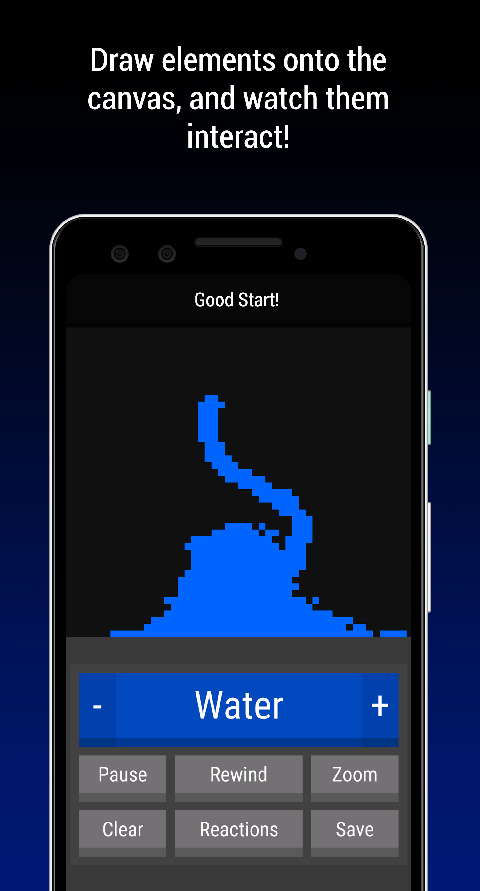 Draw elements onto the
canvas, and watch them
interact!
Good Start!
- Water +
Pause Rewind Zoom
Clear Reactions Save